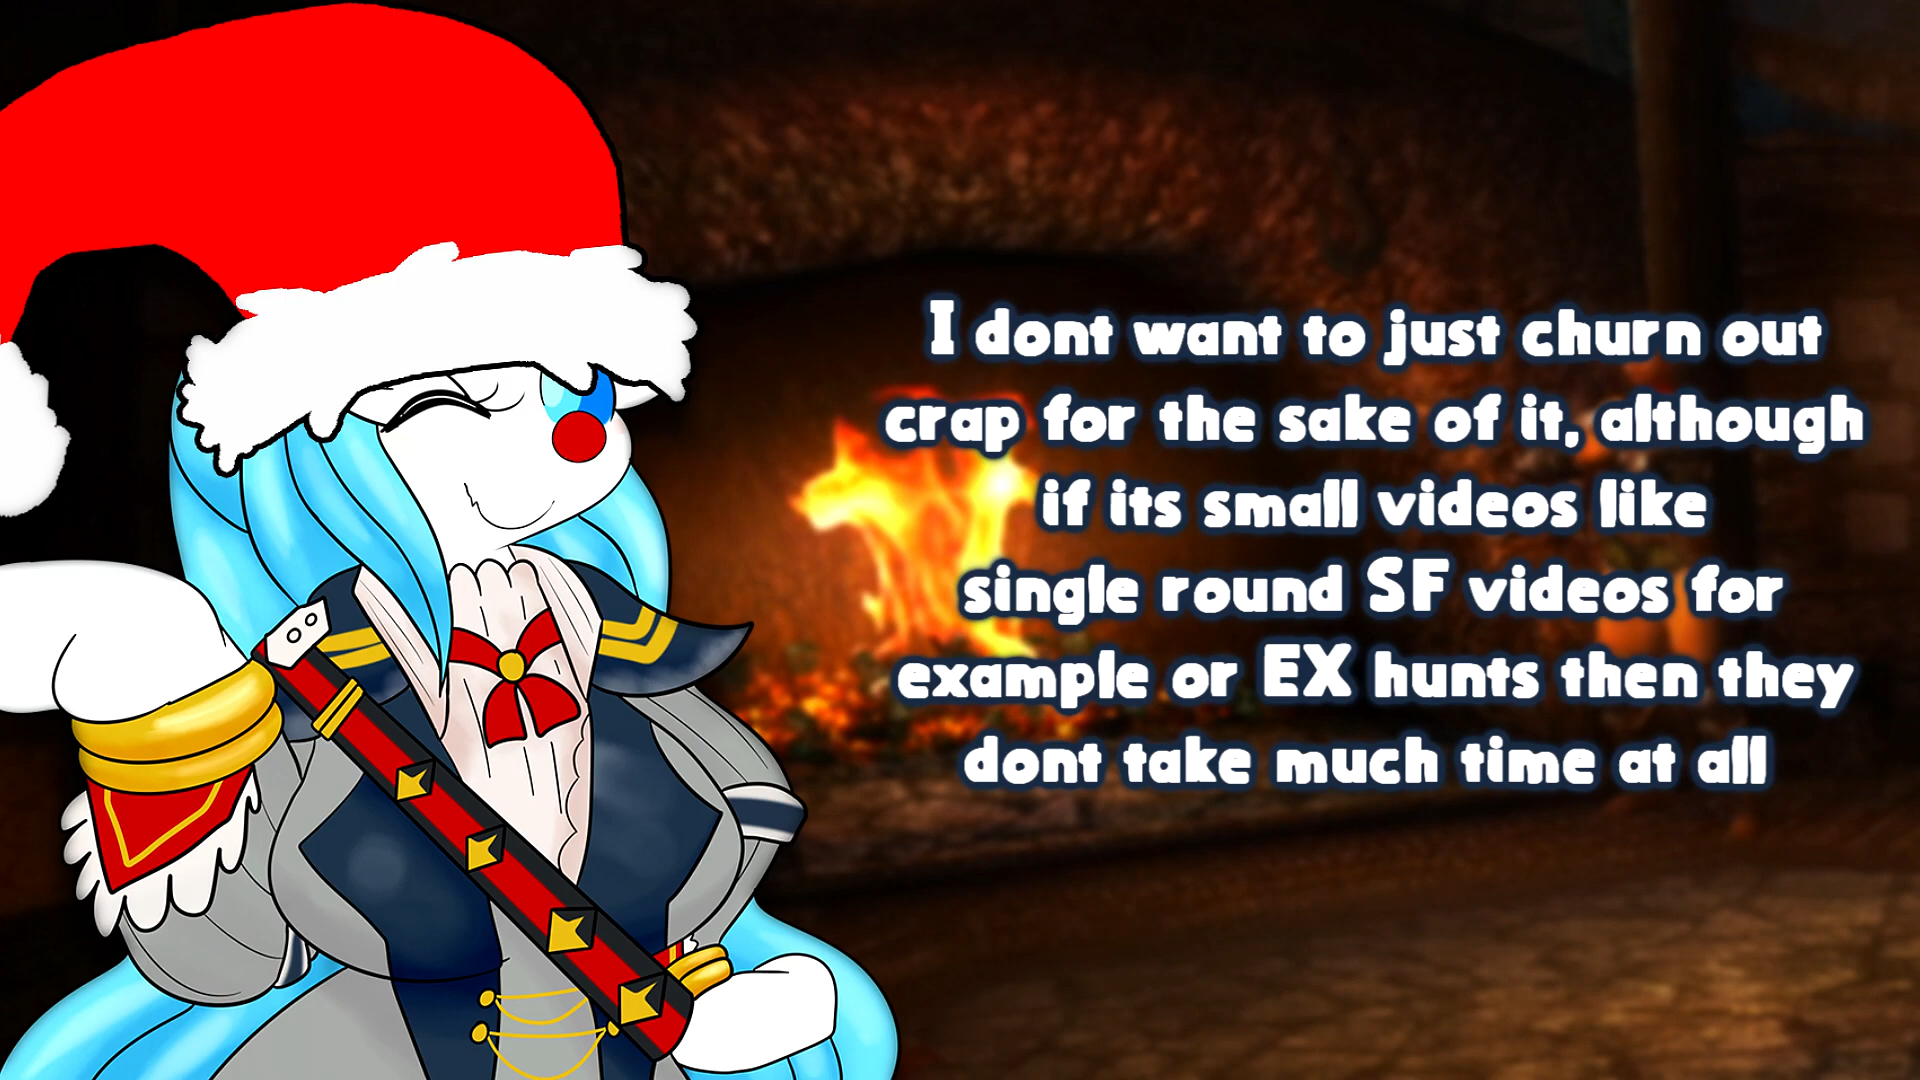 I dont want to just churn out
crap for the sake of it, although
if its small videos like
single round SF videos for
example or EX hunts then they
dont take much time at all